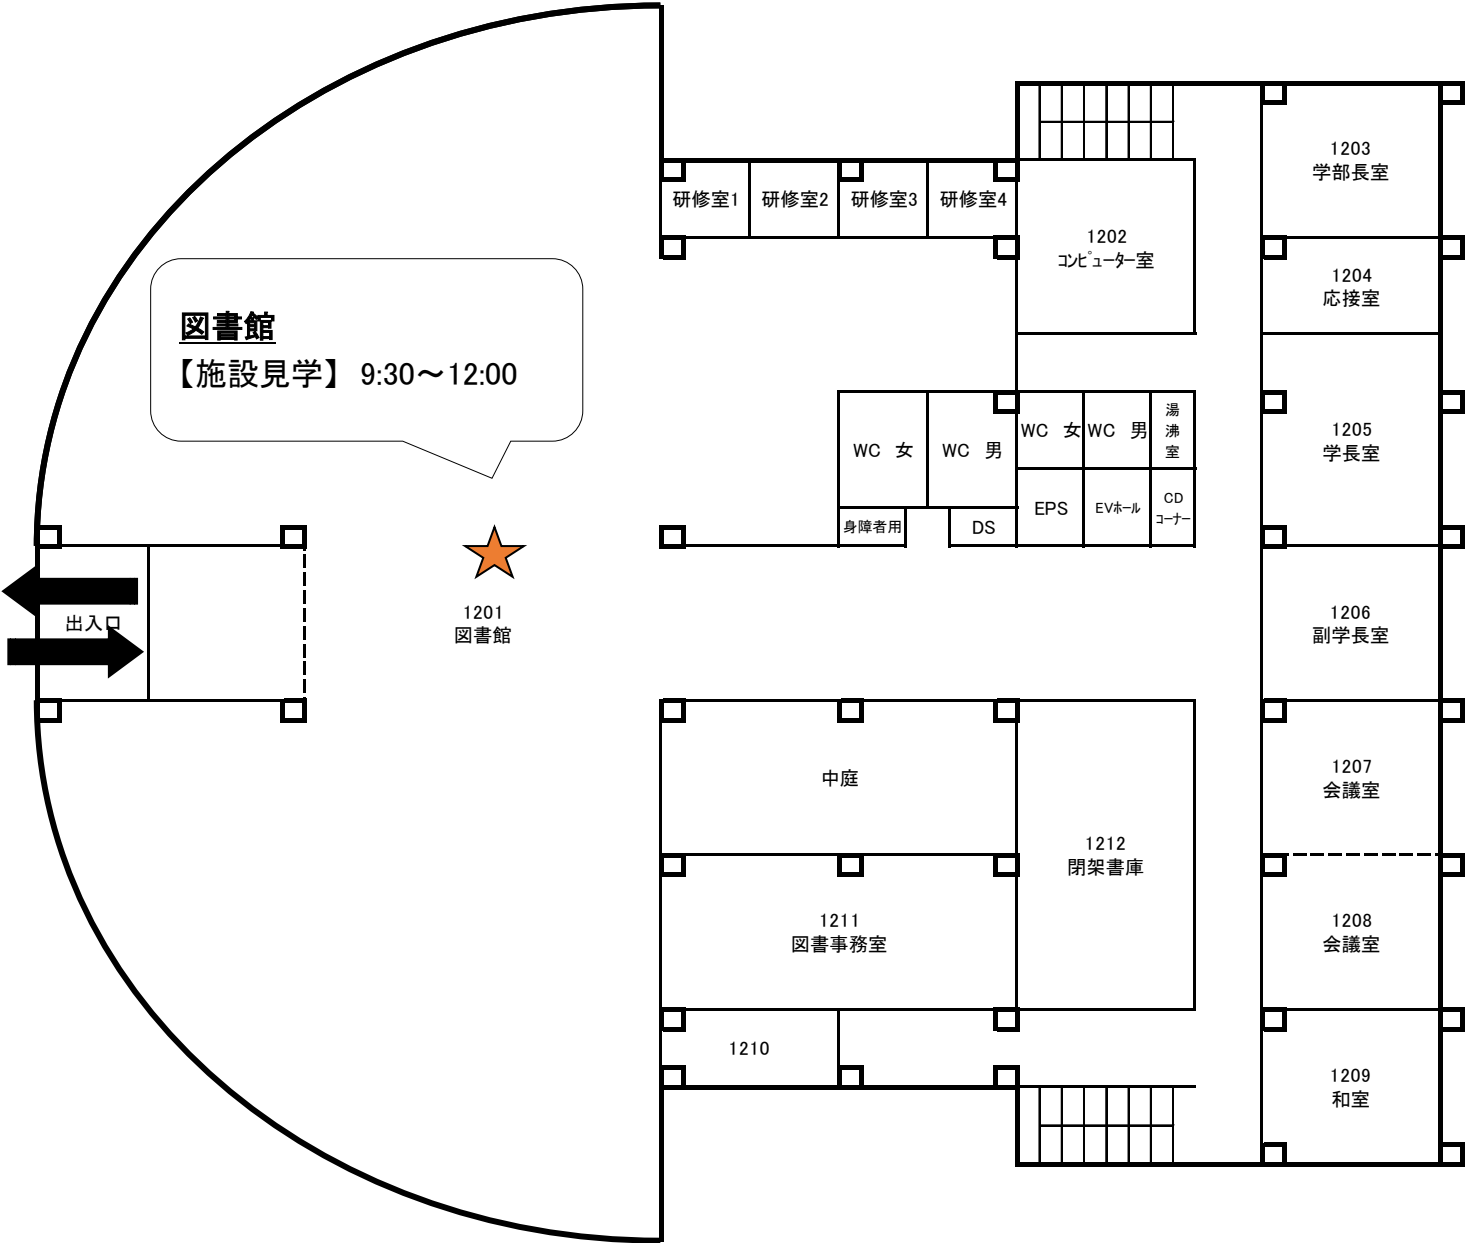 1203
学部長室
研修室1
研修室2
研修室3
研修室4
1202
コンピューター室
1204
応接室
図書館
【施設見学】 9:30～12:00
WC 女
WC 男
WC 女
WC 男
湯
沸
室
1205
学長室
EPS
EVホール
CD
コーナー
身障者用
DS
出入口
1201
図書館
1206
副学長室
中庭
1207
会議室
1212
閉架書庫
1211
図書事務室
1208
会議室
1210
1209
和室